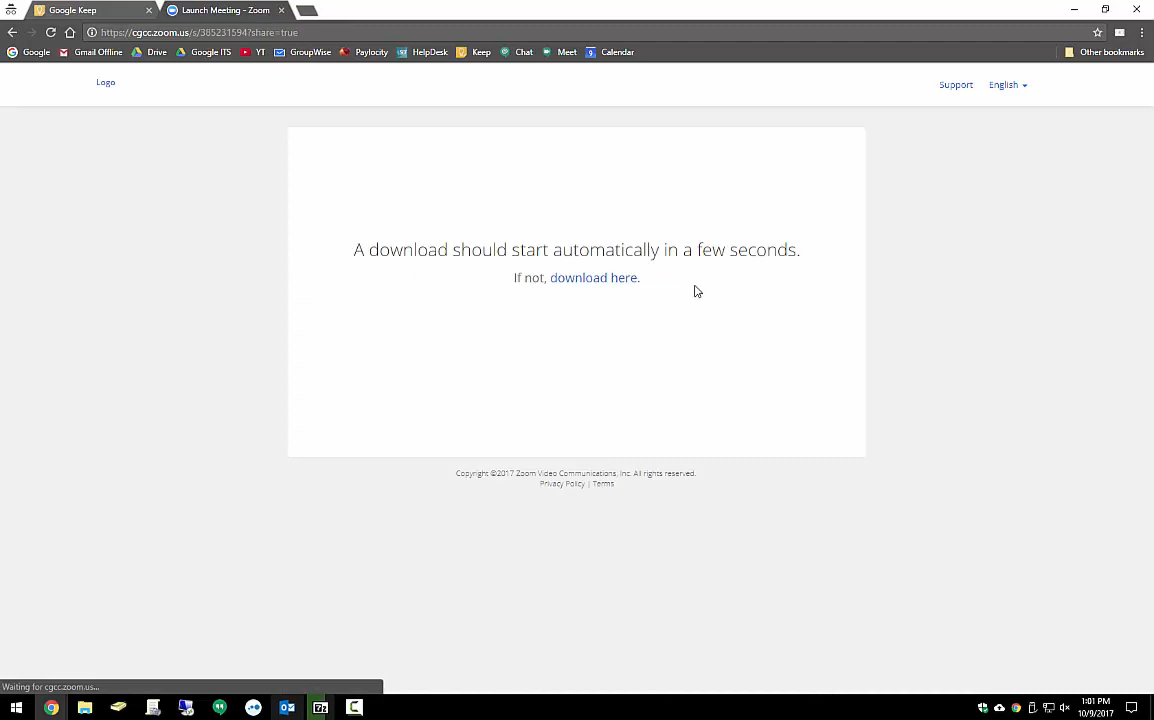 Google Keep
Launch Meeting - Zoom
https://cgcc.zoom.us/s/385231594?share=true
Google Gmail Offline Drive Google ITS YT GroupWise Paylocity HelpDesk Keep Chat Meet 9 Calendar Other bookmarks
Logo
Support English
A download should start automatically in a few seconds.
If not, download here.
Copyright ©2017 Zoom Video Communications, Inc. All rights reserved.
Privacy Policy | Terms
Waiting for cgcc.zoom.us...
1:01 PM
10/9/2017